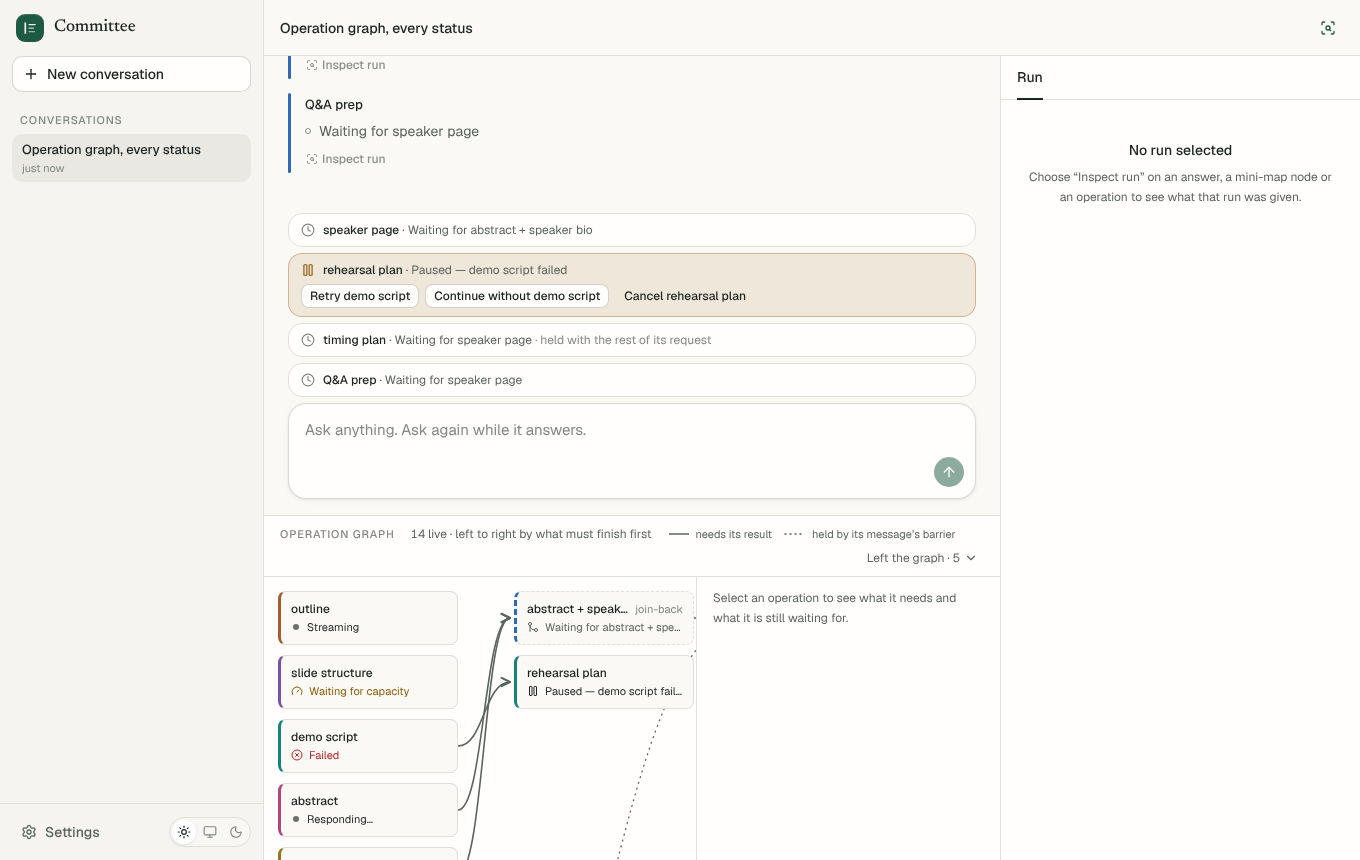 Committee
New conversation
CONVERSATIONS
Operation graph, every status
just now
Settings
Operation graph, every status
Inspect run
Q&A prep
Waiting for speaker page
Inspect run
speaker page · Waiting for abstract + speaker bio
rehearsal plan · Paused — demo script failed
Retry demo script
Continue without demo script
Cancel rehearsal plan
timing plan · Waiting for speaker page · held with the rest of its request
Q&A prep · Waiting for speaker page
Ask anything. Ask again while it answers.
OPERATION GRAPH
14 live · left to right by what must finish first
needs its result
held by its message's barrier
Left the graph · 5
outline
Streaming
slide structure
Waiting for capacity
demo script
Failed
abstract
Responding…
abstract + speak…
join-back
Waiting for abstract + spe…
rehearsal plan
Paused — demo script fail…
Select an operation to see what it needs and
what it is still waiting for.
Run
No run selected
Choose “Inspect run” on an answer, a mini-map node or
an operation to see what that run was given.